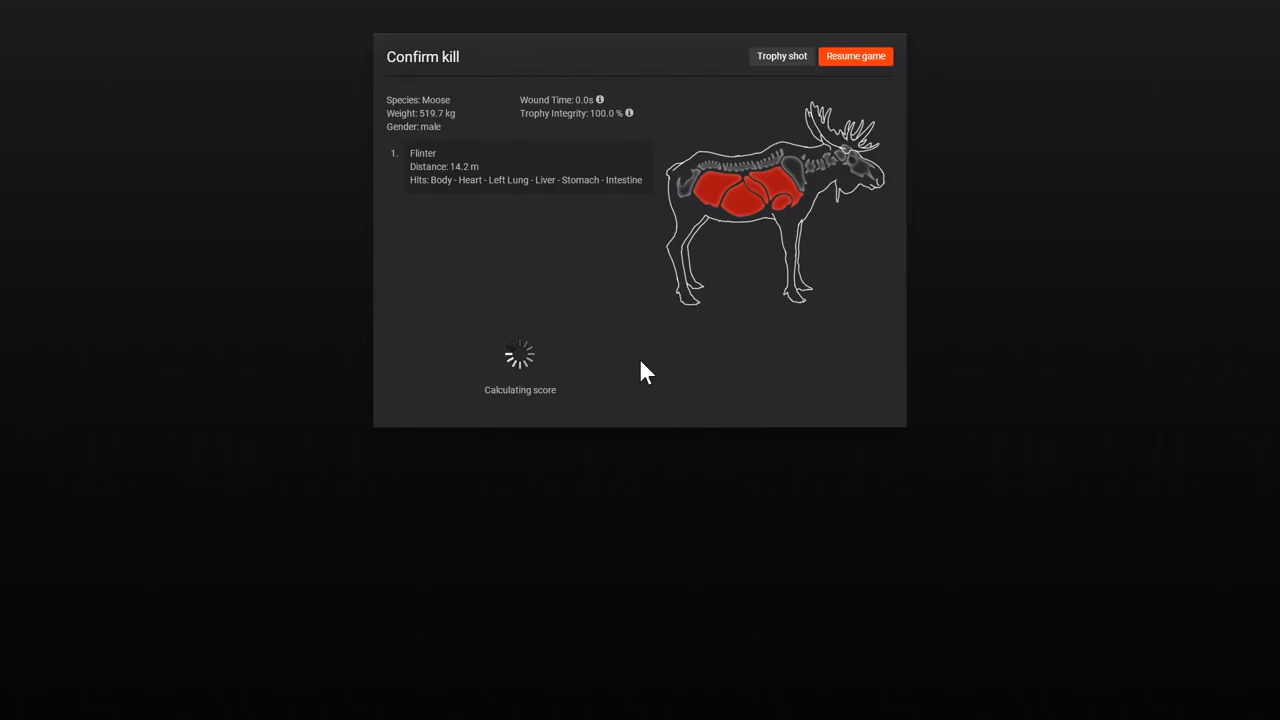 Confirm kill
Trophy shot
Resume game
Species: Moose
Weight: 519.7 kg
Gender: male
Wound Time: 0.0s
Trophy Integrity: 100.0 %
1.
Flinter
Distance: 14.2 m
Hits: Body - Heart - Left Lung - Liver - Stomach - Intestine
Calculating score